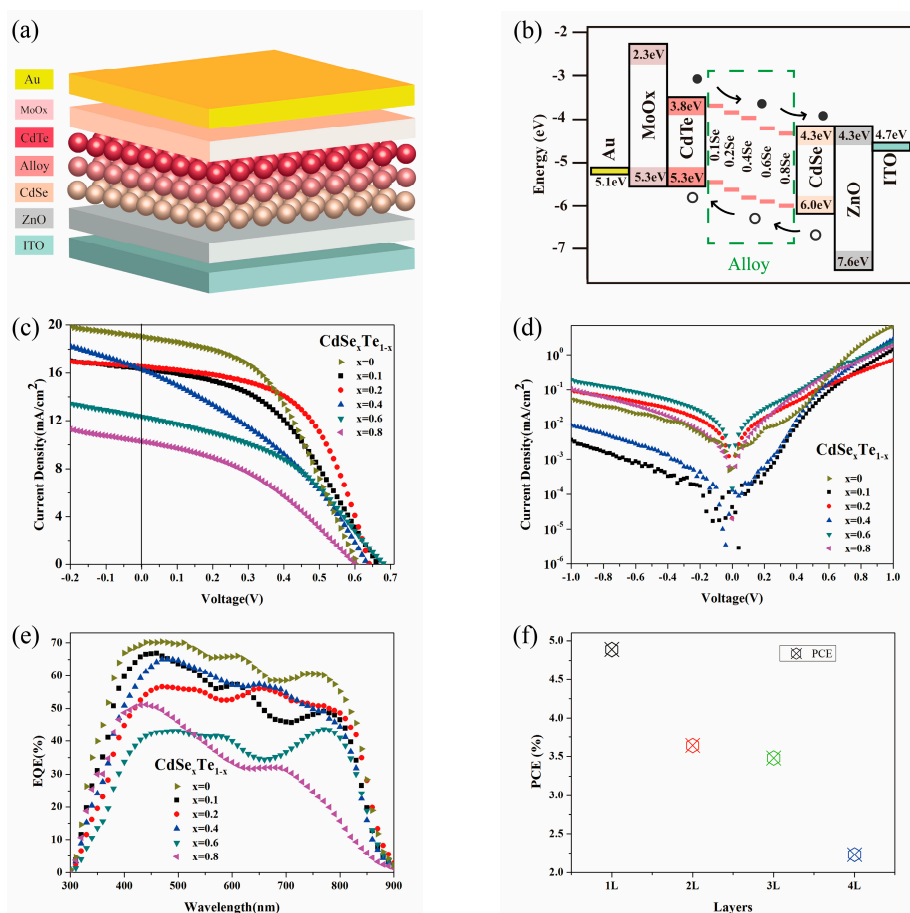 (a)
Au
MoOx
CdTe
Alloy
CdSe
ZnO
ITO
(b)
Energy (eV)
-2
-3
-4
-5
-6
-7
Au
5.1eV
2.3eV
MoOx
5.3eV
3.8eV
CdTe
5.3eV
0.1Se
0.2Se
0.4Se
0.6Se
0.8Se
Alloy
4.3eV
CdSe
6.0eV
4.3eV
ZnO
7.6eV
4.7eV
ITO
(c)
Current Density(mA/cm²)
20
16
12
8
4
0
-0.2 -0.1 0.0 0.1 0.2 0.3 0.4 0.5 0.6 0.7
Voltage(V)
CdSeₓTe₁₋ₓ
x=0
x=0.1
x=0.2
x=0.4
x=0.6
x=0.8
(d)
Current Density(mA/cm²)
10⁰
10⁻¹
10⁻²
10⁻³
10⁻⁴
10⁻⁵
10⁻⁶
-1.0 -0.8 -0.6 -0.4 -0.2 0.0 0.2 0.4 0.6 0.8 1.0
Voltage(V)
CdSeₓTe₁₋ₓ
x=0
x=0.1
x=0.2
x=0.4
x=0.6
x=0.8
(e)
EQE(%)
70
60
50
40
30
20
10
0
300 400 500 600 700 800 900
Wavelength(nm)
CdSeₓTe₁₋ₓ
x=0
x=0.1
x=0.2
x=0.4
x=0.6
x=0.8
(f)
PCE (%)
5.0
4.5
4.0
3.5
3.0
2.5
2.0
1L 2L 3L 4L
Layers
PCE